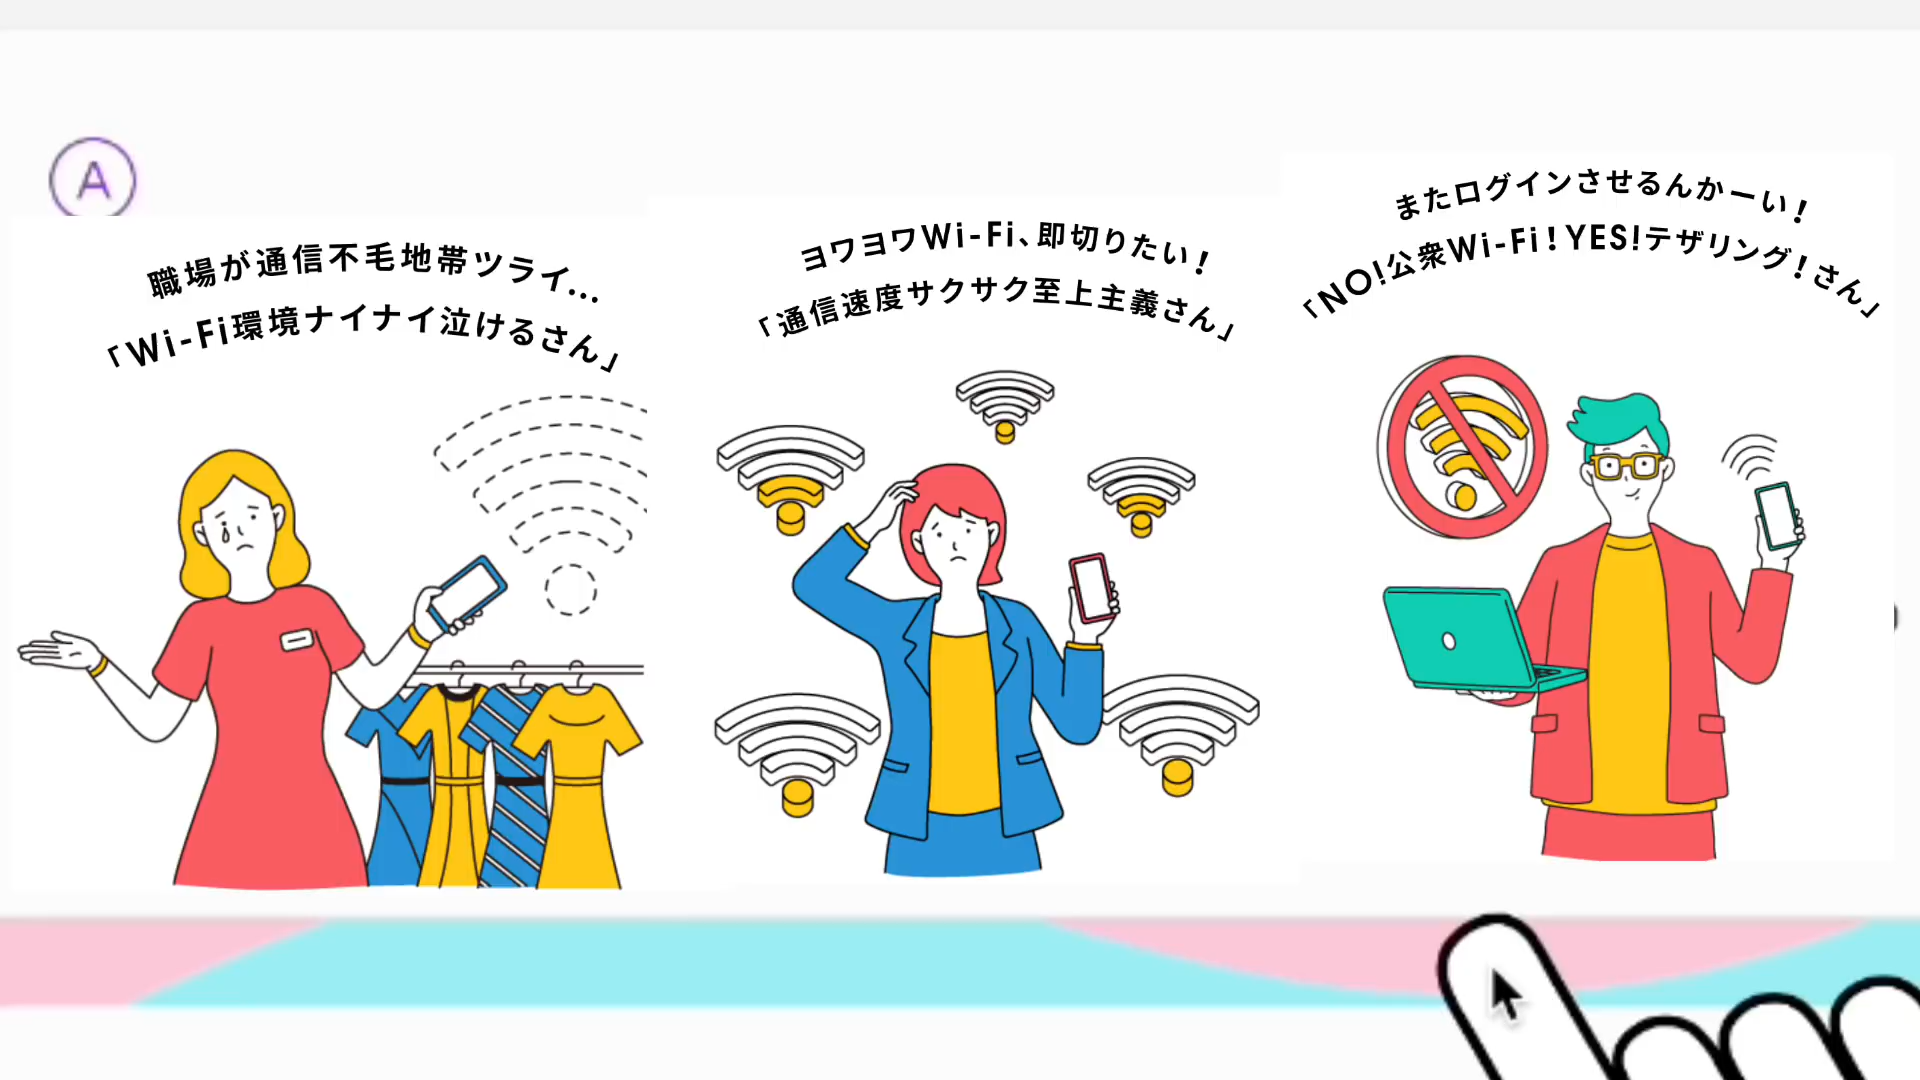 A
職場が通信不毛地帯ツライ...
「Wi-Fi環境ナイナイ泣けるさん」
ヨワヨワWi-Fi、即切りたい！
「通信速度サクサク至上主義さん」
またログインさせるんかーい！
「NO!公衆Wi-Fi！YES!テザリング！さん」